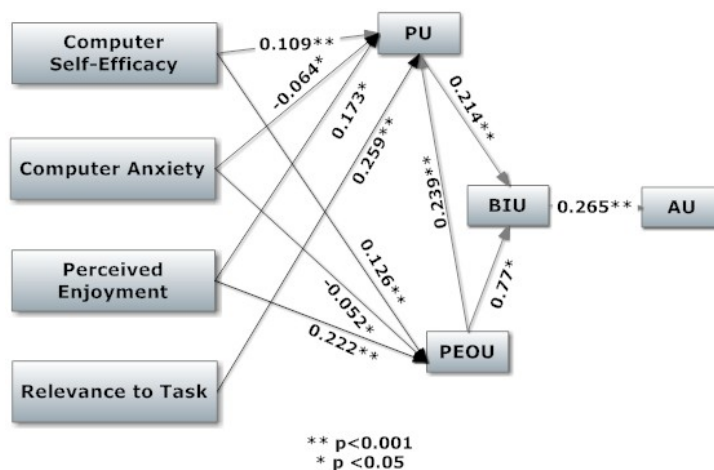 Computer
Self-Efficacy
Computer Anxiety
Perceived
Enjoyment
Relevance to Task
PU
PEOU
BIU
AU
0.109**
-0.064*
0.173*
0.259**
0.126**
-0.052*
0.222**
0.239**
0.214**
0.77*
0.265**
** p<0.001
* p <0.05